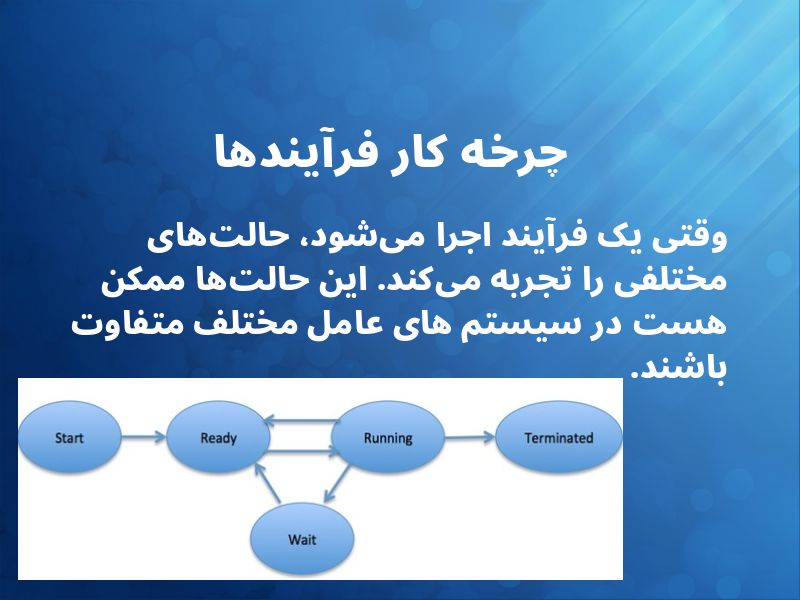 چرخه کار فرآیندها
وقتی یک فرآیند اجرا می‌شود، حالت‌های
مختلفی را تجربه می‌کند. این حالت‌ها ممکن
هست در سیستم های عامل مختلف متفاوت
باشند.
Start
Ready
Running
Terminated
Wait